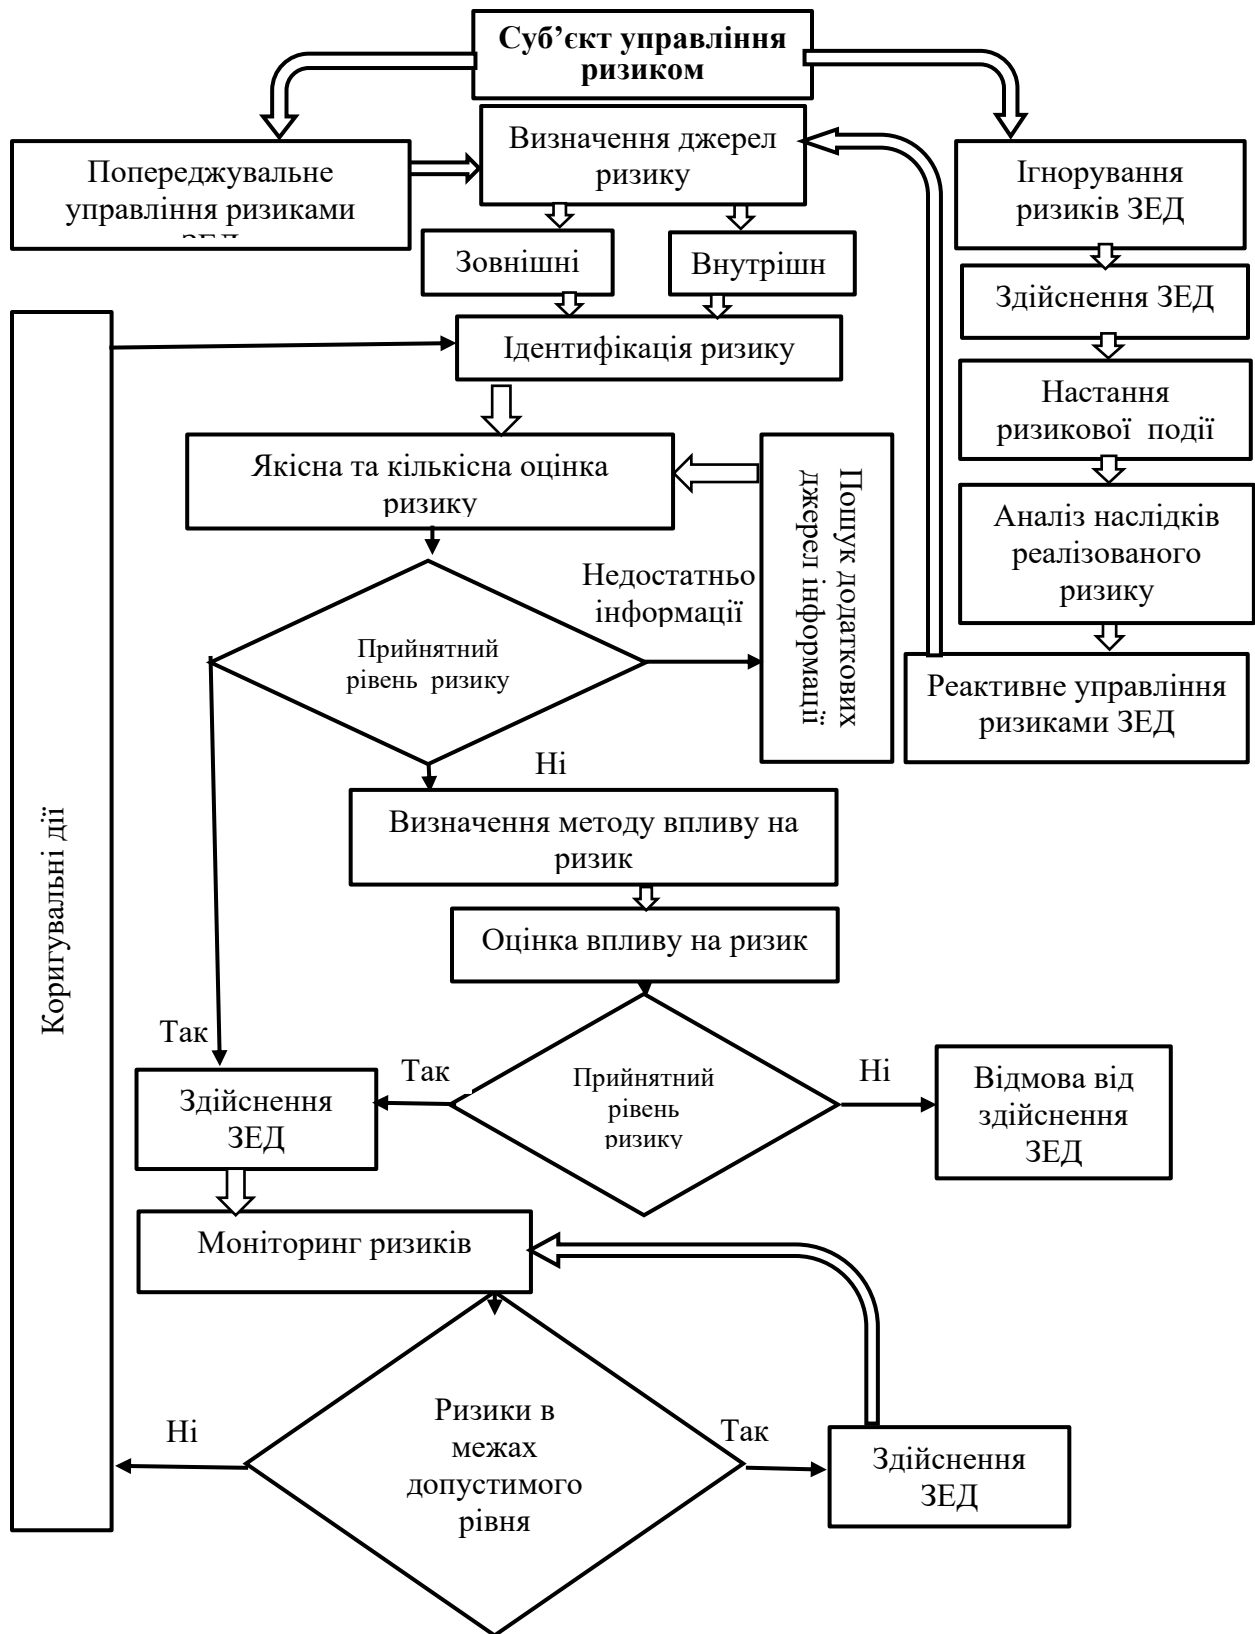 Суб’єкт управління
ризиком
Попереджувальне
управління ризиками
Визначення джерел
ризику
Ігнорування
ризиків ЗЕД
Зовнішні
Внутрішн
Здійснення ЗЕД
Ідентифікація ризику
Настання
ризикової події
Якісна та кількісна оцінка
ризику
Пошук додаткових
джерел інформації
Аналіз наслідків
реалізованого
ризику
Недостатньо
інформації
Прийнятний
рівень ризику
Реактивне управління
ризиками ЗЕД
Ні
Визначення методу впливу на
ризик
Коригувальні дії
Оцінка впливу на ризик
Так
Так
Ні
Здійснення
ЗЕД
Прийнятний
рівень
ризику
Відмова від
здійснення
ЗЕД
Моніторинг ризиків
Ризики в
межах
допустимого
рівня
Ні
Так
Здійснення
ЗЕД